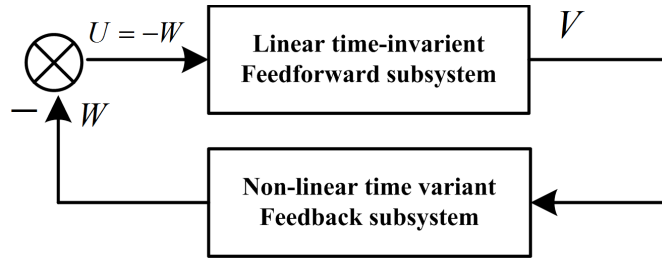 U = −W
Linear time-invarient
Feedforward subsystem
V
−
W
Non-linear time variant
Feedback subsystem